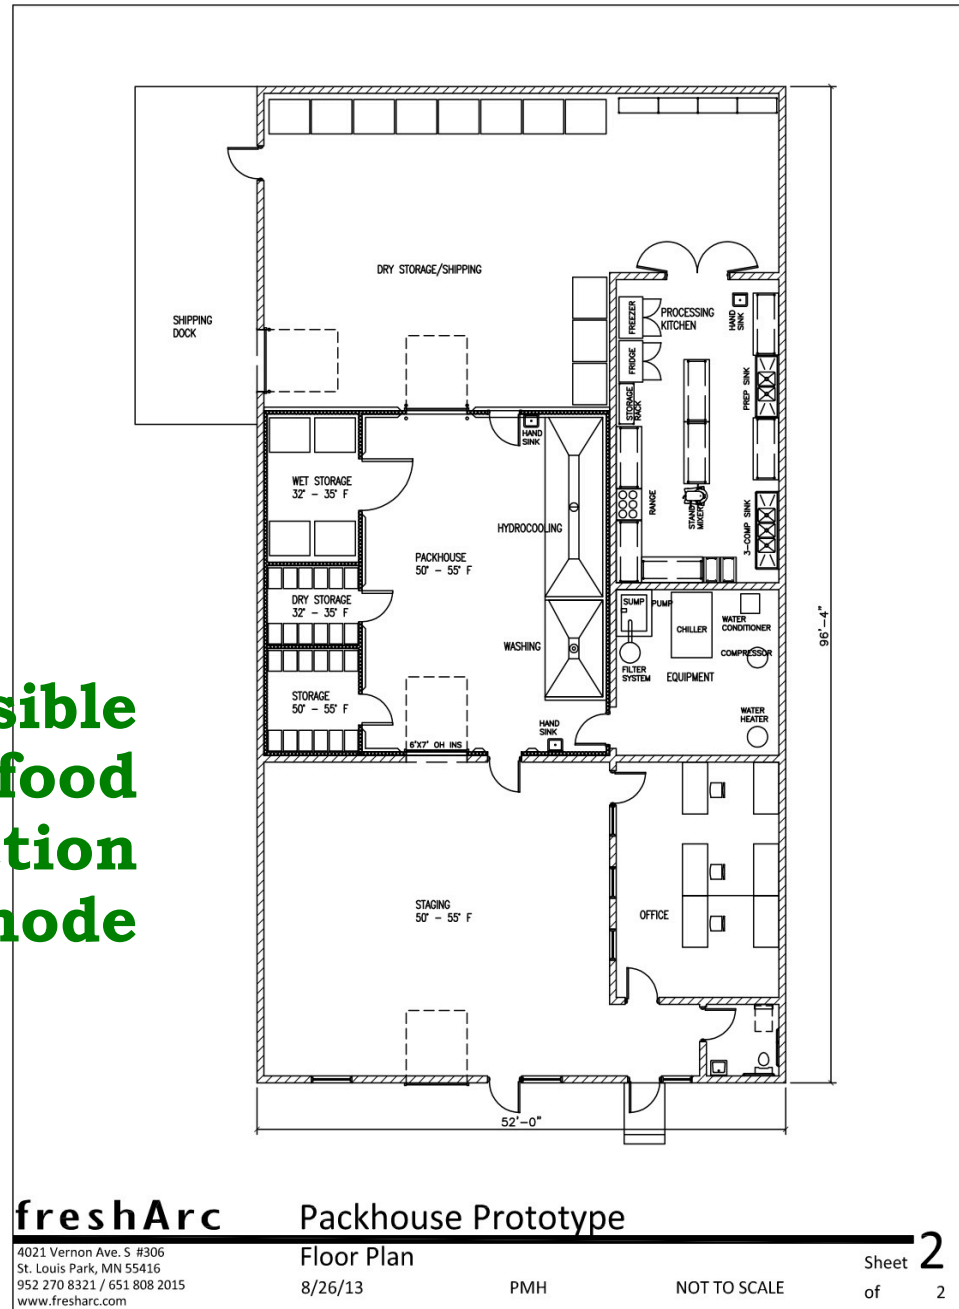 DRY STORAGE/SHIPPING
SHIPPING
DOCK
FREEZER
PROCESSING
KITCHEN
HAND
SINK
FRIDGE
STORAGE
RACK
PREP SINK
HAND
SINK
WET STORAGE
32° – 35° F
HYDROCOOLING
RANGE
STAND
MIXER
3-COMP SINK
PACKHOUSE
50° – 55° F
DRY STORAGE
32° – 35° F
SUMP
PUMP
CHILLER
WATER
CONDITIONER
96'–4"
WASHING
COMPRESSOR
FILTER
SYSTEM
EQUIPMENT
STORAGE
50° – 55° F
WATER
HEATER
HAND
SINK
6'X7' OH INS
sible
food
tion
node
STAGING
50° – 55° F
OFFICE
52'–0"
freshArc
Packhouse Prototype
4021 Vernon Ave. S #306
St. Louis Park, MN 55416
952 270 8321 / 651 808 2015
www.fresharc.com
Floor Plan
8/26/13 PMH NOT TO SCALE
Sheet 2
of 2